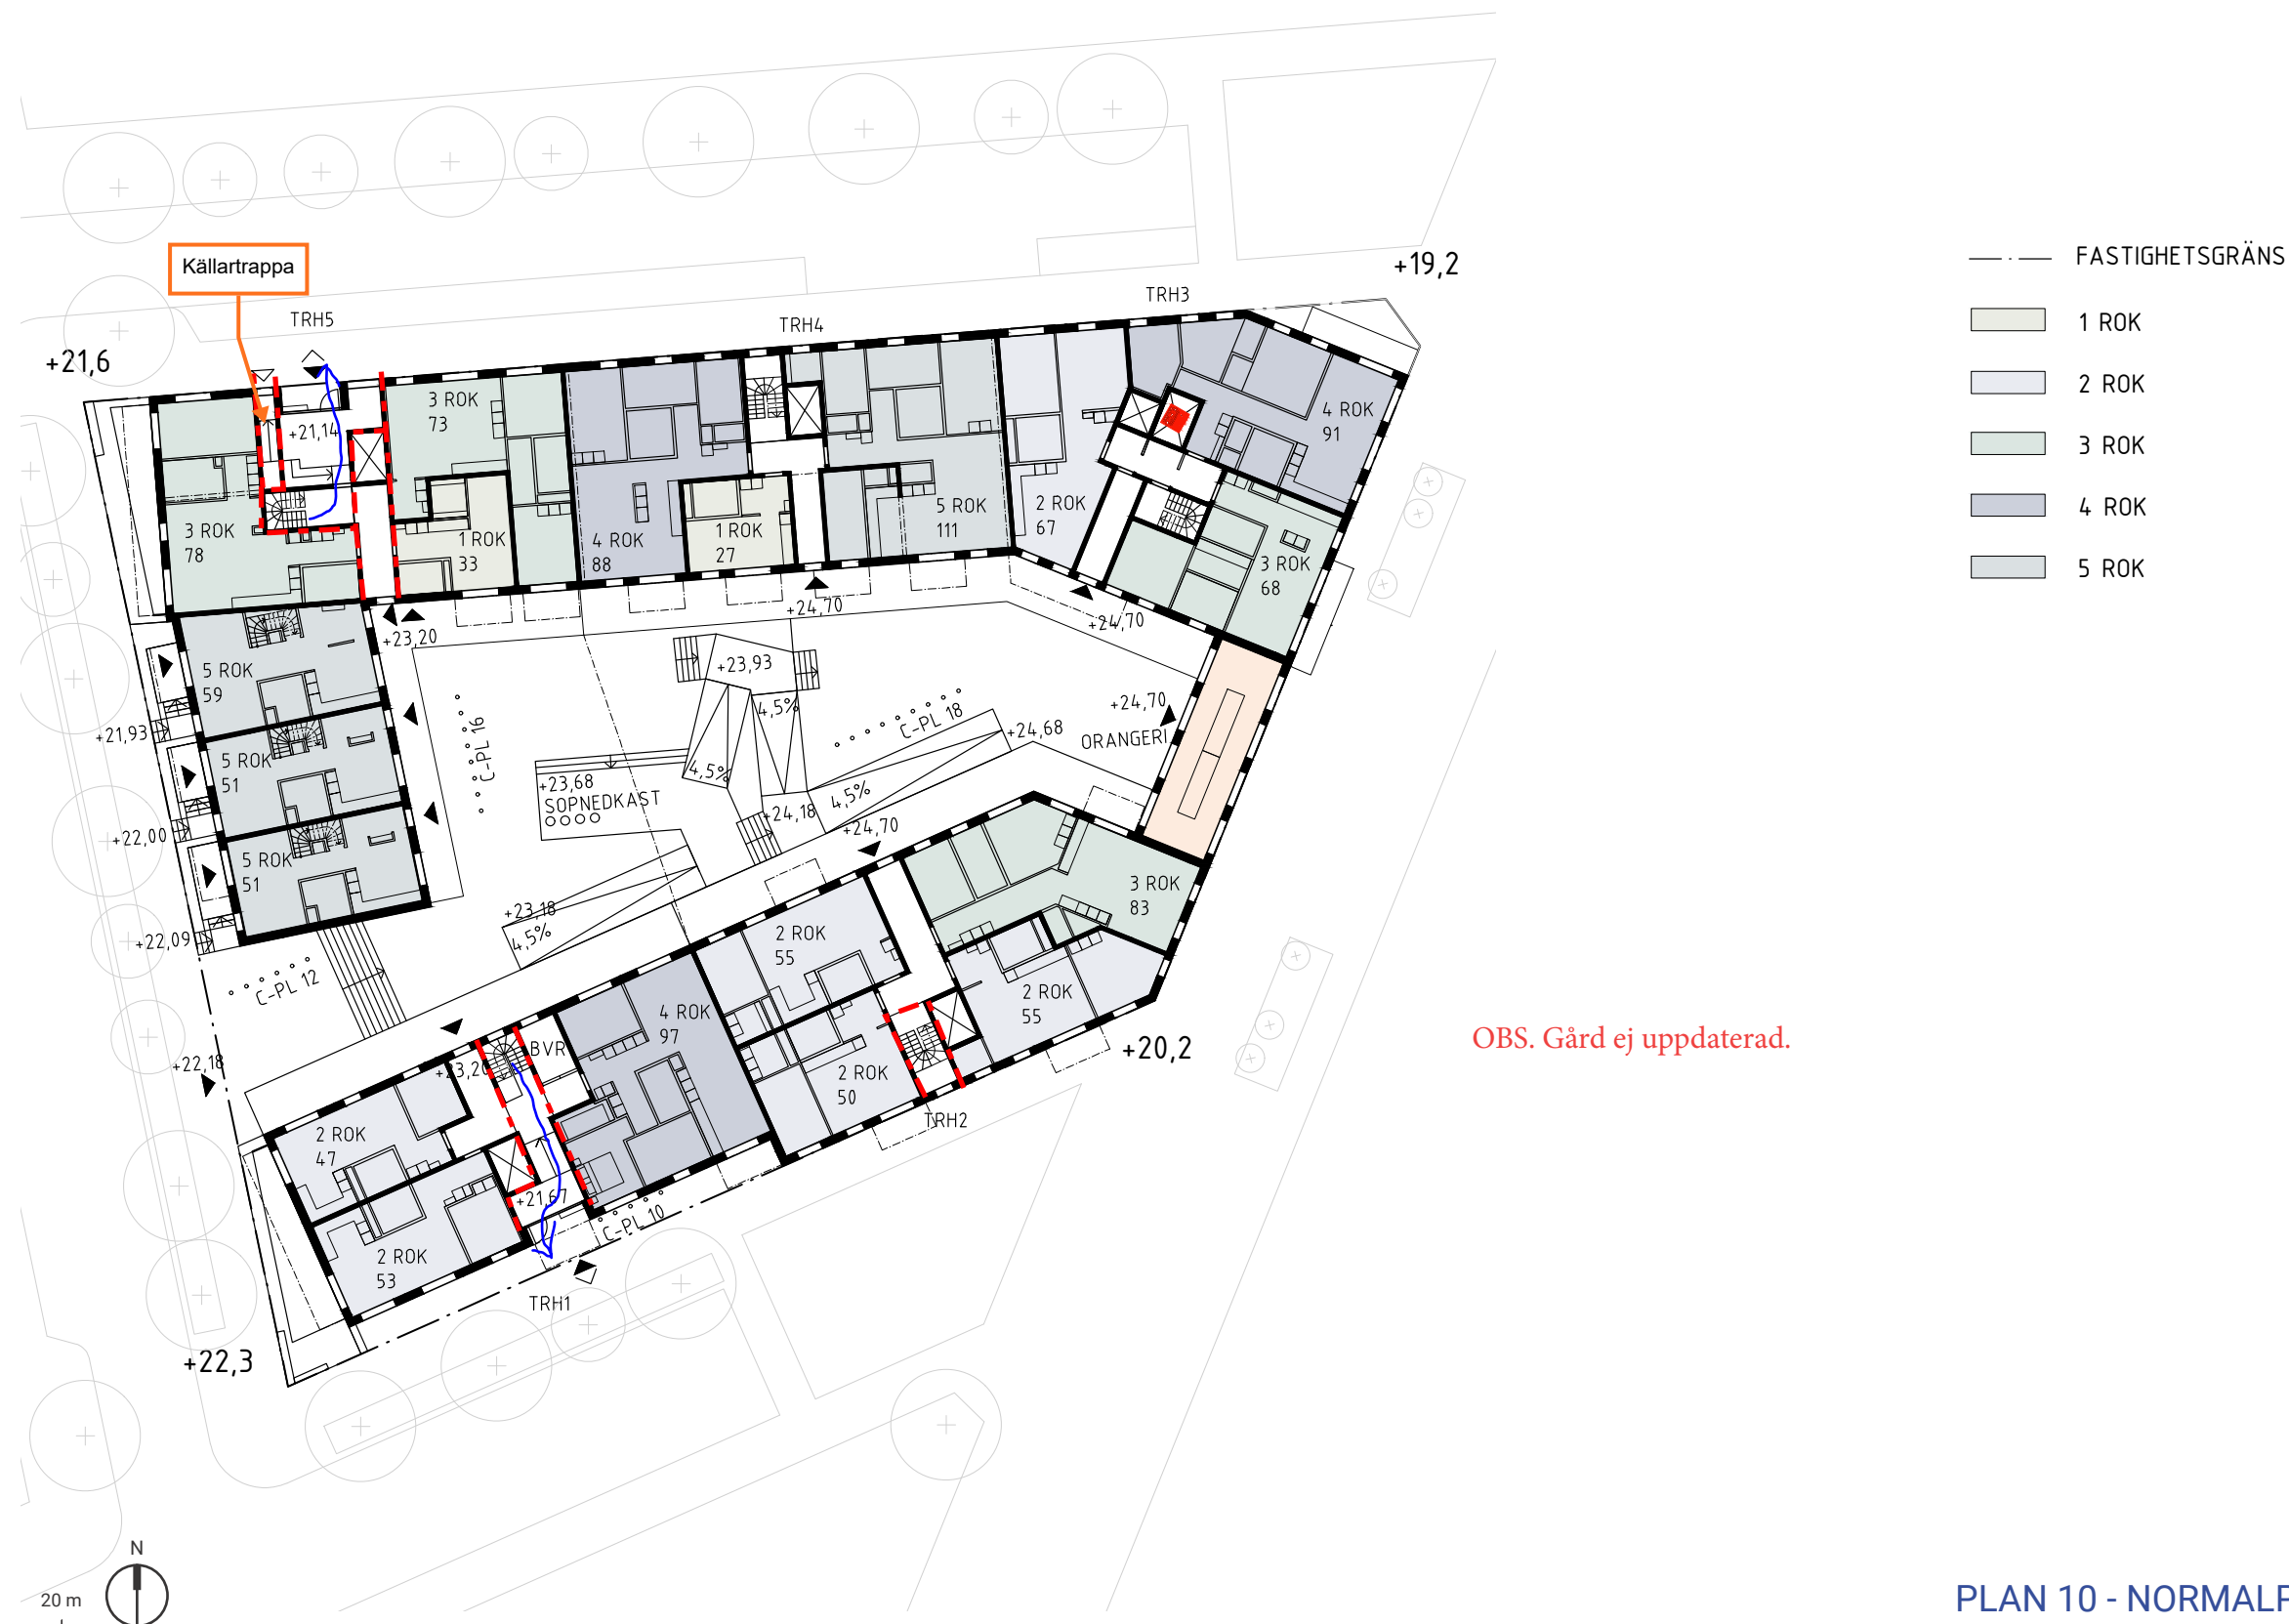 Källartrappa
TRH5
TRH4
TRH3
+19,2
+21,6
FASTIGHETSGRÄNS
1 ROK
2 ROK
3 ROK
4 ROK
5 ROK
+21,14
3 ROK
73
4 ROK
91
3 ROK
78
1 ROK
33
4 ROK
88
1 ROK
27
5 ROK
111
2 ROK
67
3 ROK
68
+23,20
+24,70
+24,70
5 ROK
59
+23,93
4,5%
C-PL 16
C-PL 18
+24,70
ORANGERI
+24,68
+21,93
5 ROK
51
4,5%
+23,68
SOPNEDKAST
4,5%
+24,18
+24,70
+22,00
5 ROK
51
3 ROK
83
+22,09
+23,18
4,5%
C-PL 12
2 ROK
55
4 ROK
97
2 ROK
55
OBS. Gård ej uppdaterad.
+20,2
BVR
+22,18
+23,20
2 ROK
50
TRH2
2 ROK
47
+21,67
C-PL 10
2 ROK
53
TRH1
+22,3
N
20 m
PLAN 10 - NORMALP